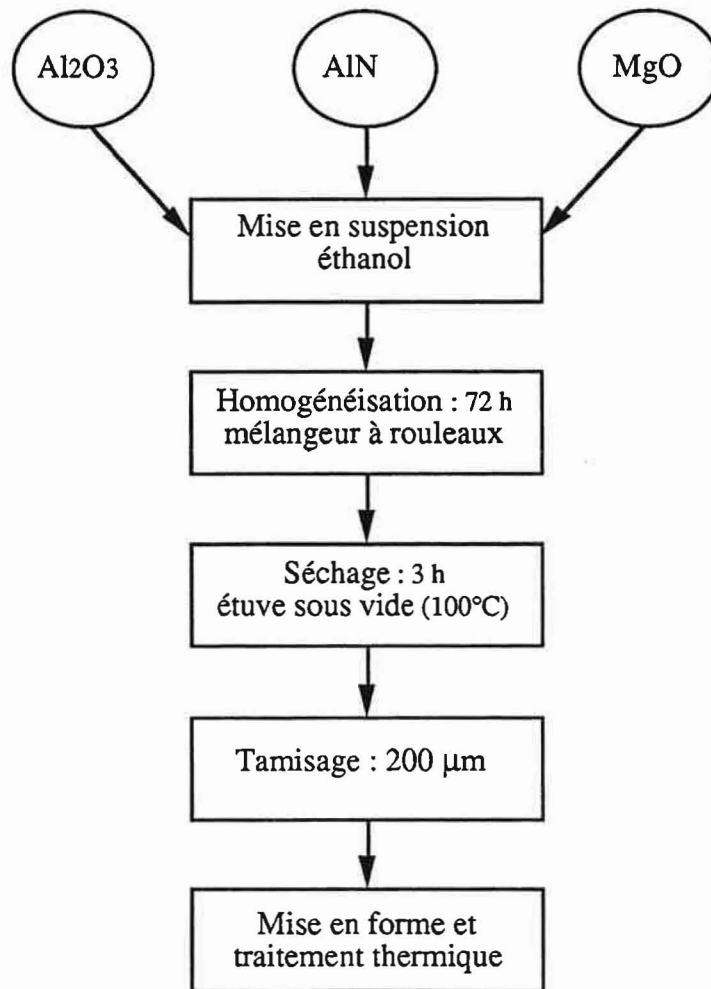 Al2O3
AlN
MgO
Mise en suspension
éthanol
Homogénéisation : 72 h
mélangeur à rouleaux
Séchage : 3 h
étuve sous vide (100°C)
Tamisage : 200 µm
Mise en forme et
traitement thermique